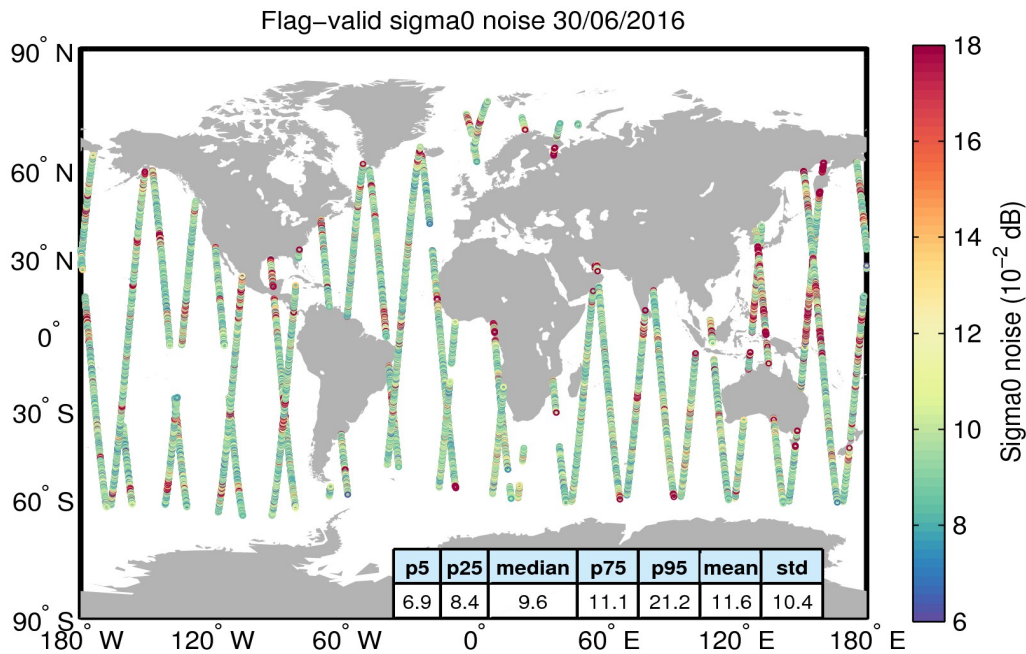 Flag−valid sigma0 noise 30/06/2016
90° N
60° N
30° N
0°
30° S
60° S
90° S
180° W
120° W
60° W
0°
60° E
120° E
180° E
p5 p25 median p75 p95 mean std
6.9 8.4 9.6 11.1 21.2 11.6 10.4
18
16
14
12
10
8
6
Sigma0 noise (10⁻² dB)